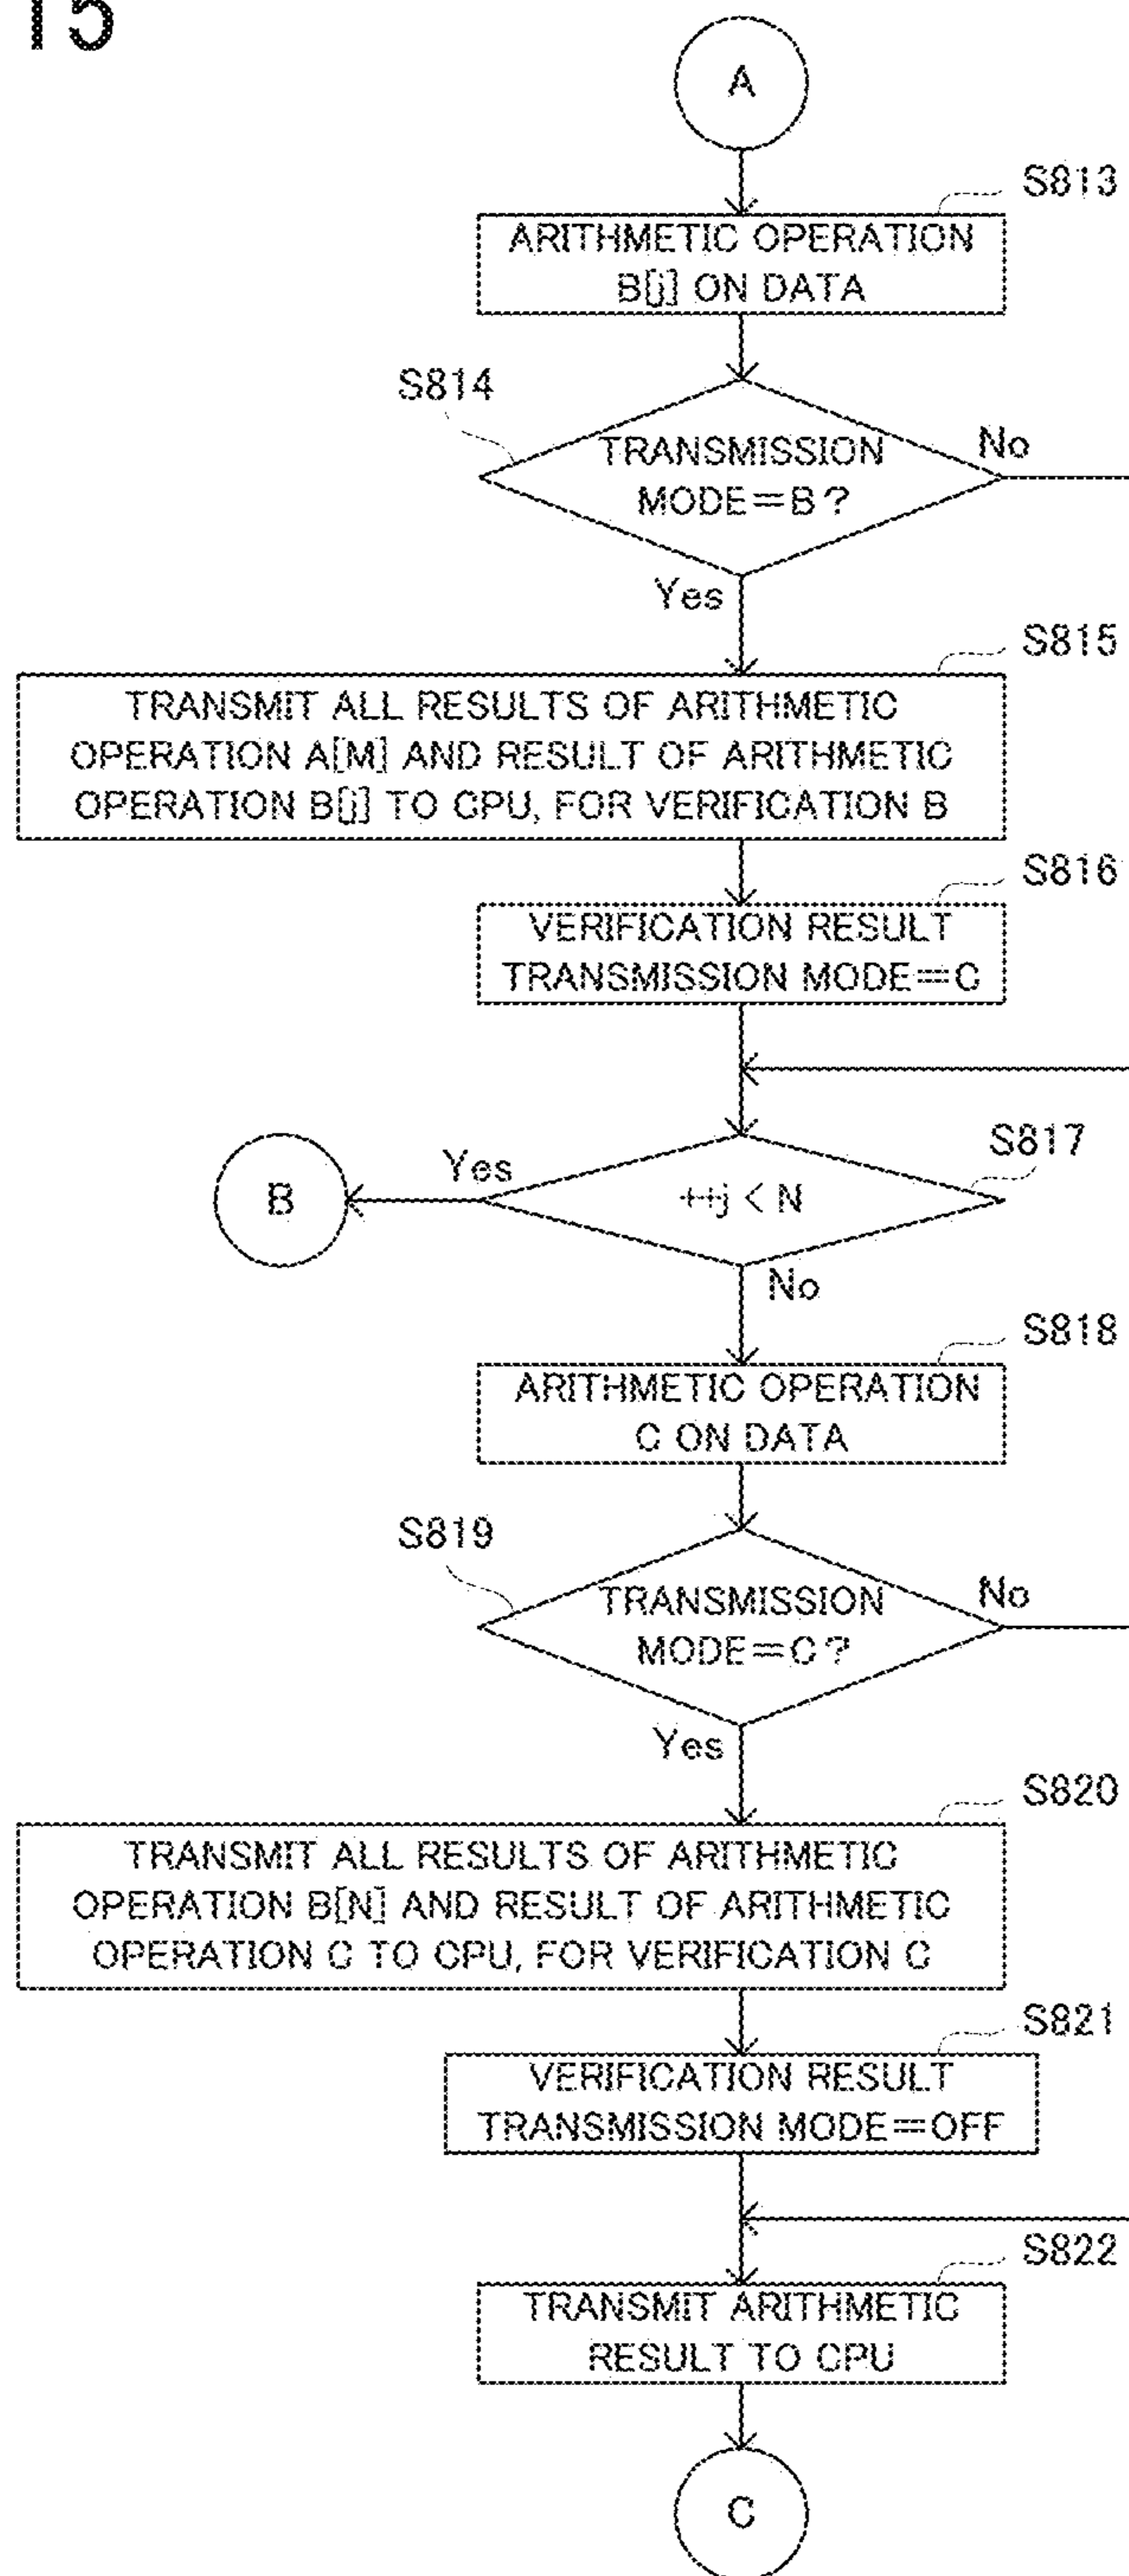 15
A
S813
ARITHMETIC OPERATION
B[j] ON DATA
S814
TRANSMISSION
MODE=B?
No
Yes
S815
TRANSMIT ALL RESULTS OF ARITHMETIC
OPERATION A[M] AND RESULT OF ARITHMETIC
OPERATION B[j] TO CPU, FOR VERIFICATION B
S816
VERIFICATION RESULT
TRANSMISSION MODE=C
S817
Yes
B
++j < N
No
S818
ARITHMETIC OPERATION
C ON DATA
S819
TRANSMISSION
MODE=C?
No
Yes
S820
TRANSMIT ALL RESULTS OF ARITHMETIC
OPERATION B[N] AND RESULT OF ARITHMETIC
OPERATION C TO CPU, FOR VERIFICATION C
S821
VERIFICATION RESULT
TRANSMISSION MODE=OFF
S822
TRANSMIT ARITHMETIC
RESULT TO CPU
C